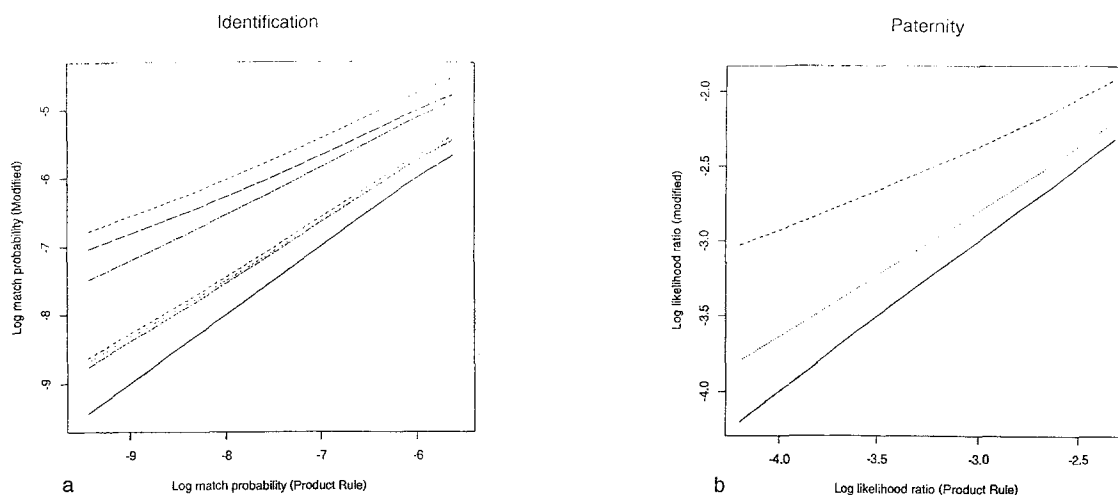 Identification
Log match probability (Modified)
-5
-6
-7
-8
-9
-9
-8
-7
-6
Log match probability (Product Rule)
a
Paternity
Log likelihood ratio (modified)
-2.0
-2.5
-3.0
-3.5
-4.0
-4.0
-3.5
-3.0
-2.5
Log likelihood ratio (Product Rule)
b